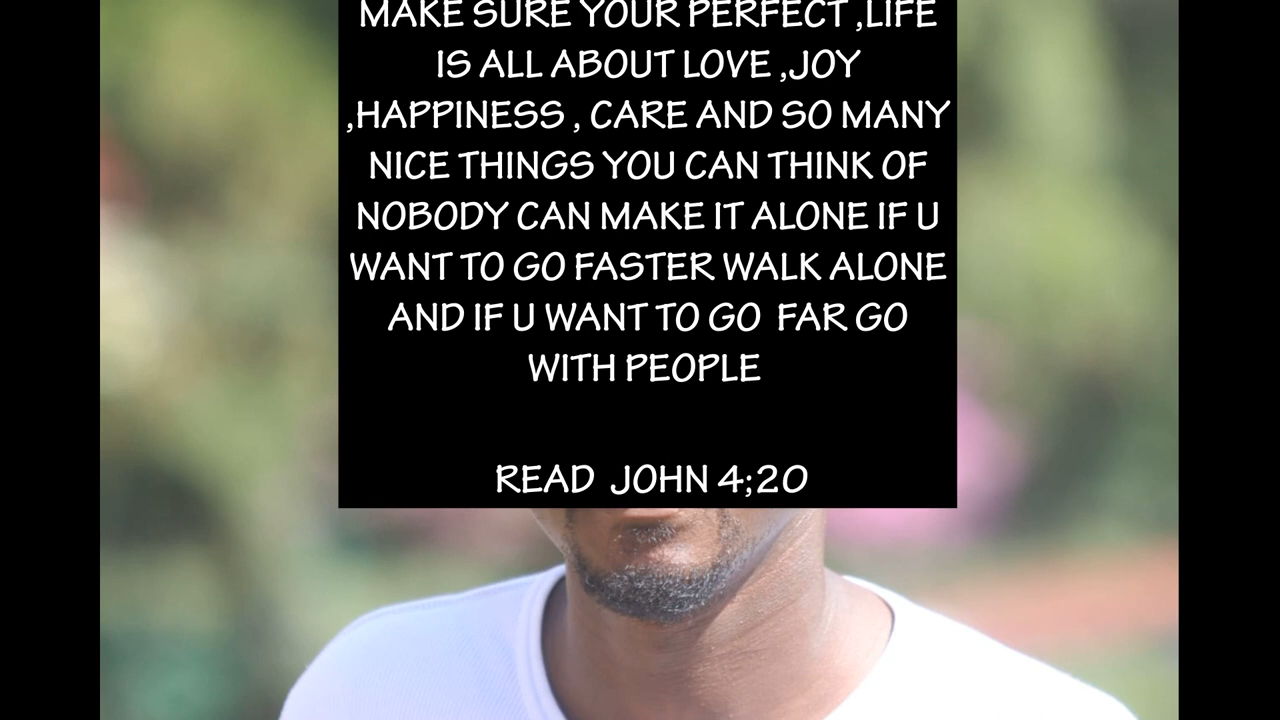 MAKE SURE YOUR PERFECT ,LIFE
IS ALL ABOUT LOVE ,JOY
,HAPPINESS , CARE AND SO MANY
NICE THINGS YOU CAN THINK OF
NOBODY CAN MAKE IT ALONE IF U
WANT TO GO FASTER WALK ALONE
AND IF U WANT TO GO  FAR GO
WITH PEOPLE
READ  JOHN 4;20